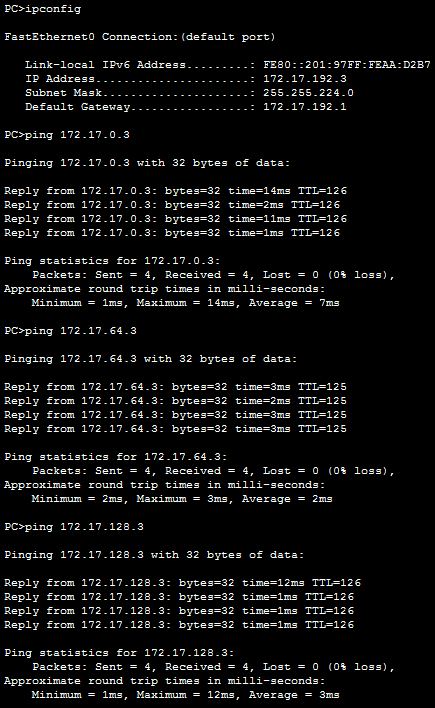 PC>ipconfig
FastEthernet0 Connection:(default port)
Link-local IPv6 Address.........: FE80::201:97FF:FEAA:D2B7
IP Address......................: 172.17.192.3
Subnet Mask.....................: 255.255.224.0
Default Gateway.................: 172.17.192.1
PC>ping 172.17.0.3
Pinging 172.17.0.3 with 32 bytes of data:
Reply from 172.17.0.3: bytes=32 time=14ms TTL=126
Reply from 172.17.0.3: bytes=32 time=2ms TTL=126
Reply from 172.17.0.3: bytes=32 time=11ms TTL=126
Reply from 172.17.0.3: bytes=32 time=1ms TTL=126
Ping statistics for 172.17.0.3:
Packets: Sent = 4, Received = 4, Lost = 0 (0% loss),
Approximate round trip times in milli-seconds:
Minimum = 1ms, Maximum = 14ms, Average = 7ms
PC>ping 172.17.64.3
Pinging 172.17.64.3 with 32 bytes of data:
Reply from 172.17.64.3: bytes=32 time=3ms TTL=125
Reply from 172.17.64.3: bytes=32 time=2ms TTL=125
Reply from 172.17.64.3: bytes=32 time=3ms TTL=125
Reply from 172.17.64.3: bytes=32 time=3ms TTL=125
Ping statistics for 172.17.64.3:
Packets: Sent = 4, Received = 4, Lost = 0 (0% loss),
Approximate round trip times in milli-seconds:
Minimum = 2ms, Maximum = 3ms, Average = 2ms
PC>ping 172.17.128.3
Pinging 172.17.128.3 with 32 bytes of data:
Reply from 172.17.128.3: bytes=32 time=12ms TTL=126
Reply from 172.17.128.3: bytes=32 time=1ms TTL=126
Reply from 172.17.128.3: bytes=32 time=1ms TTL=126
Reply from 172.17.128.3: bytes=32 time=1ms TTL=126
Ping statistics for 172.17.128.3:
Packets: Sent = 4, Received = 4, Lost = 0 (0% loss),
Approximate round trip times in milli-seconds:
Minimum = 1ms, Maximum = 12ms, Average = 3ms